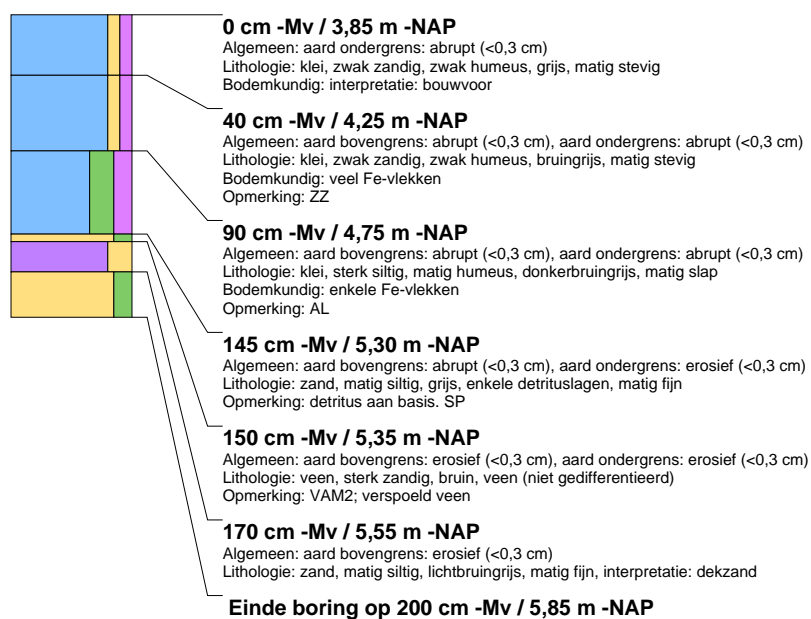 0 cm -Mv / 3,85 m -NAP
Algemeen: aard ondergrens: abrupt (<0,3 cm)
Lithologie: klei, zwak zandig, zwak humeus, grijs, matig stevig
Bodemkundig: interpretatie: bouwvoor
40 cm -Mv / 4,25 m -NAP
Algemeen: aard bovengrens: abrupt (<0,3 cm), aard ondergrens: abrupt (<0,3 cm)
Lithologie: klei, zwak zandig, zwak humeus, bruingrijs, matig stevig
Bodemkundig: veel Fe-vlekken
Opmerking: ZZ
90 cm -Mv / 4,75 m -NAP
Algemeen: aard bovengrens: abrupt (<0,3 cm), aard ondergrens: abrupt (<0,3 cm)
Lithologie: klei, sterk siltig, matig humeus, donkerbruingrijs, matig slap
Bodemkundig: enkele Fe-vlekken
Opmerking: AL
145 cm -Mv / 5,30 m -NAP
Algemeen: aard bovengrens: abrupt (<0,3 cm), aard ondergrens: erosief (<0,3 cm)
Lithologie: zand, matig siltig, grijs, enkele detrituslagen, matig fijn
Opmerking: detritus aan basis. SP
150 cm -Mv / 5,35 m -NAP
Algemeen: aard bovengrens: erosief (<0,3 cm), aard ondergrens: erosief (<0,3 cm)
Lithologie: veen, sterk zandig, bruin, veen (niet gedifferentieerd)
Opmerking: VAM2; verspoeld veen
170 cm -Mv / 5,55 m -NAP
Algemeen: aard bovengrens: erosief (<0,3 cm)
Lithologie: zand, matig siltig, lichtbruingrijs, matig fijn, interpretatie: dekzand
Einde boring op 200 cm -Mv / 5,85 m -NAP